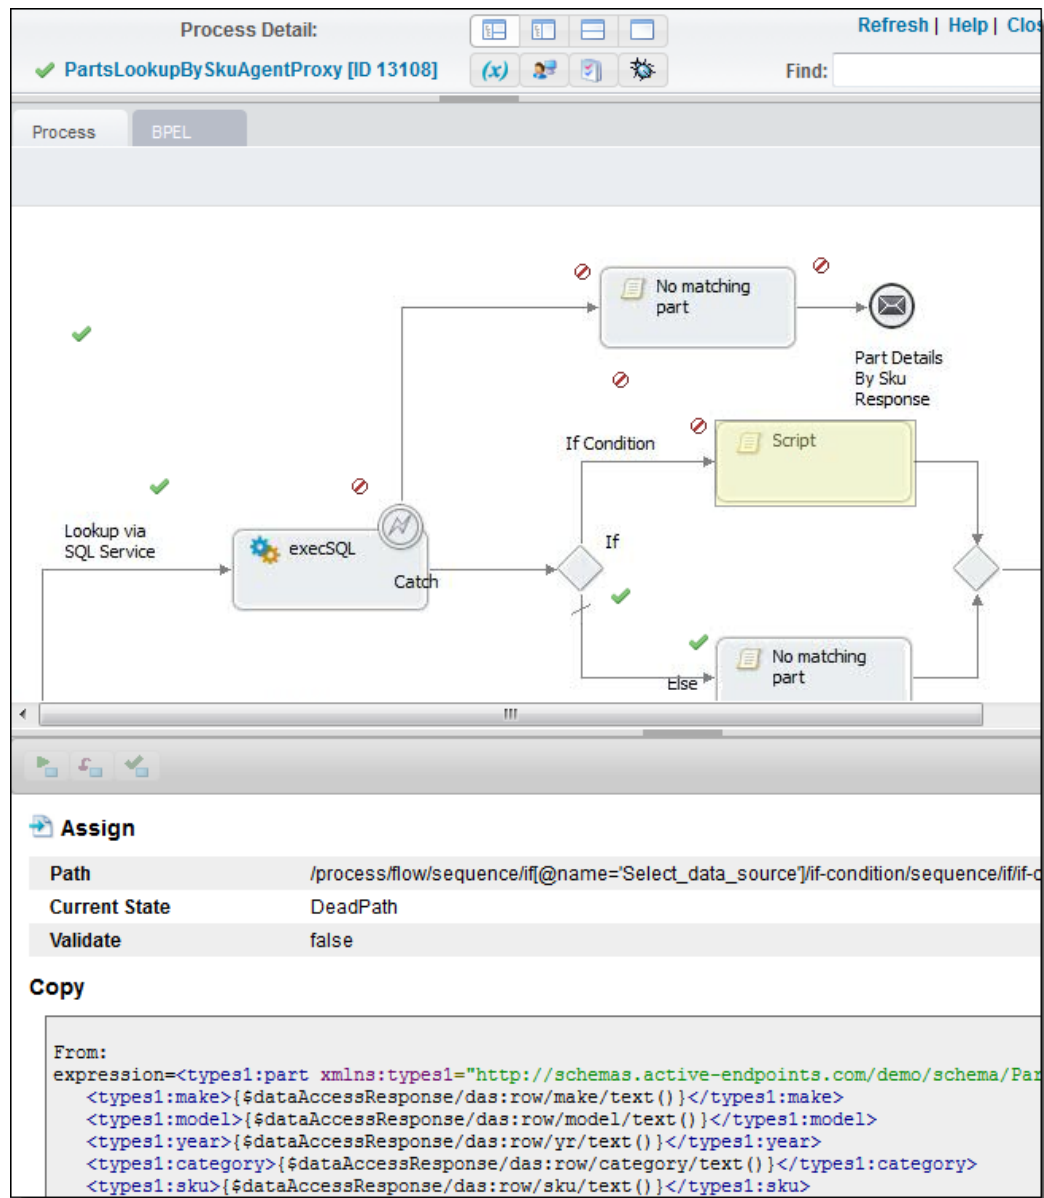 Process Detail:
Refresh | Help | Clos
PartsLookupBySkuAgentProxy [ID 13108]
(x)
Find:
Process
BPEL
No matching
part
Part Details
By Sku
Response
If Condition
Script
Lookup via
SQL Service
execSQL
If
Catch
No matching
part
Else
Assign
Path /process/flow/sequence/if[@name='Select_data_source']/if-condition/sequence/if/if-c
Current State DeadPath
Validate false
Copy
From:
expression=<types1:part xmlns:types1="http://schemas.active-endpoints.com/demo/schema/Par
<types1:make>{$dataAccessResponse/das:row/make/text()}</types1:make>
<types1:model>{$dataAccessResponse/das:row/model/text()}</types1:model>
<types1:year>{$dataAccessResponse/das:row/yr/text()}</types1:year>
<types1:category>{$dataAccessResponse/das:row/category/text()}</types1:category>
<types1:sku>{$dataAccessResponse/das:row/sku/text()}</types1:sku>